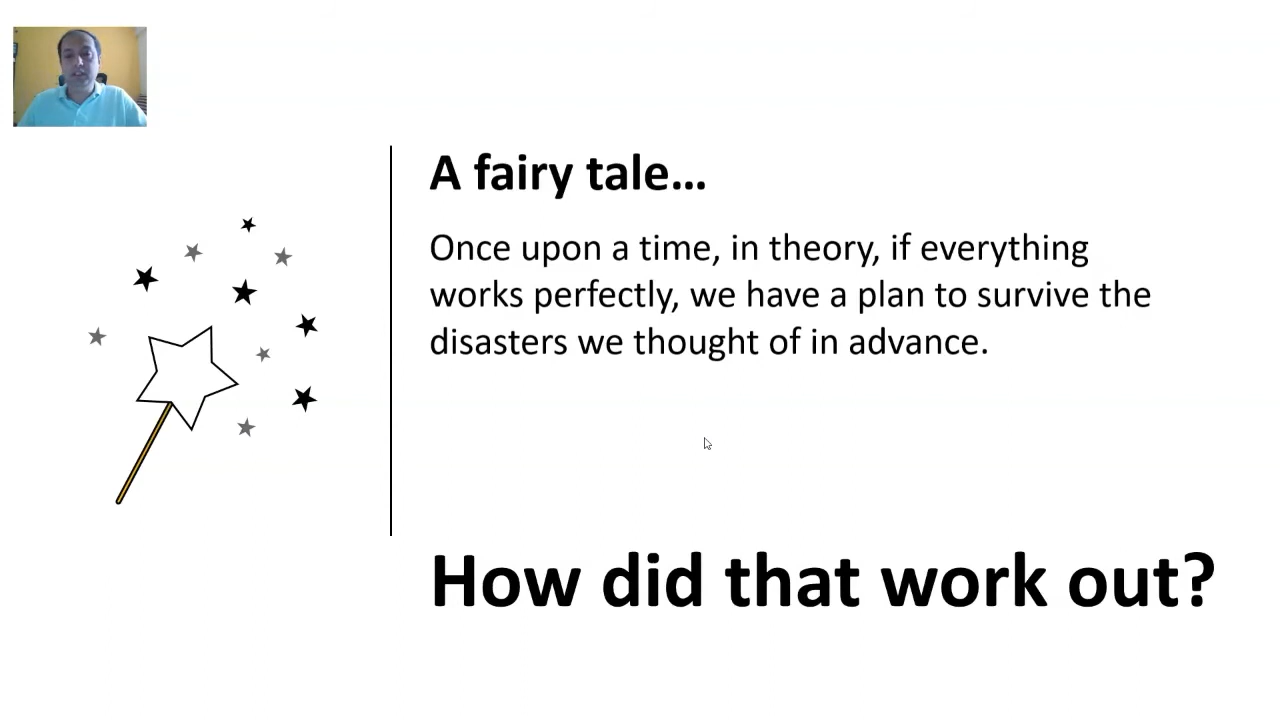 A fairy tale...
Once upon a time, in theory, if everything
works perfectly, we have a plan to survive the
disasters we thought of in advance.
How did that work out?